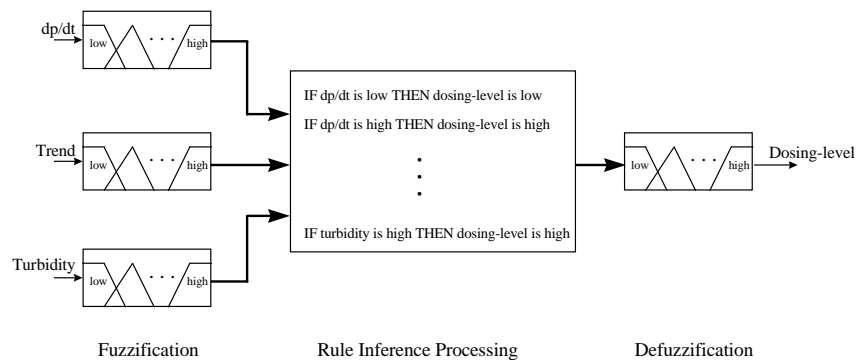 dp/dt
low
. . .
high
IF dp/dt is low THEN dosing-level is low
IF dp/dt is high THEN dosing-level is high
Trend
low
. . .
high
low
. . .
high
Dosing-level
IF turbidity is high THEN dosing-level is high
Turbidity
low
. . .
high
Fuzzification
Rule Inference Processing
Defuzzification